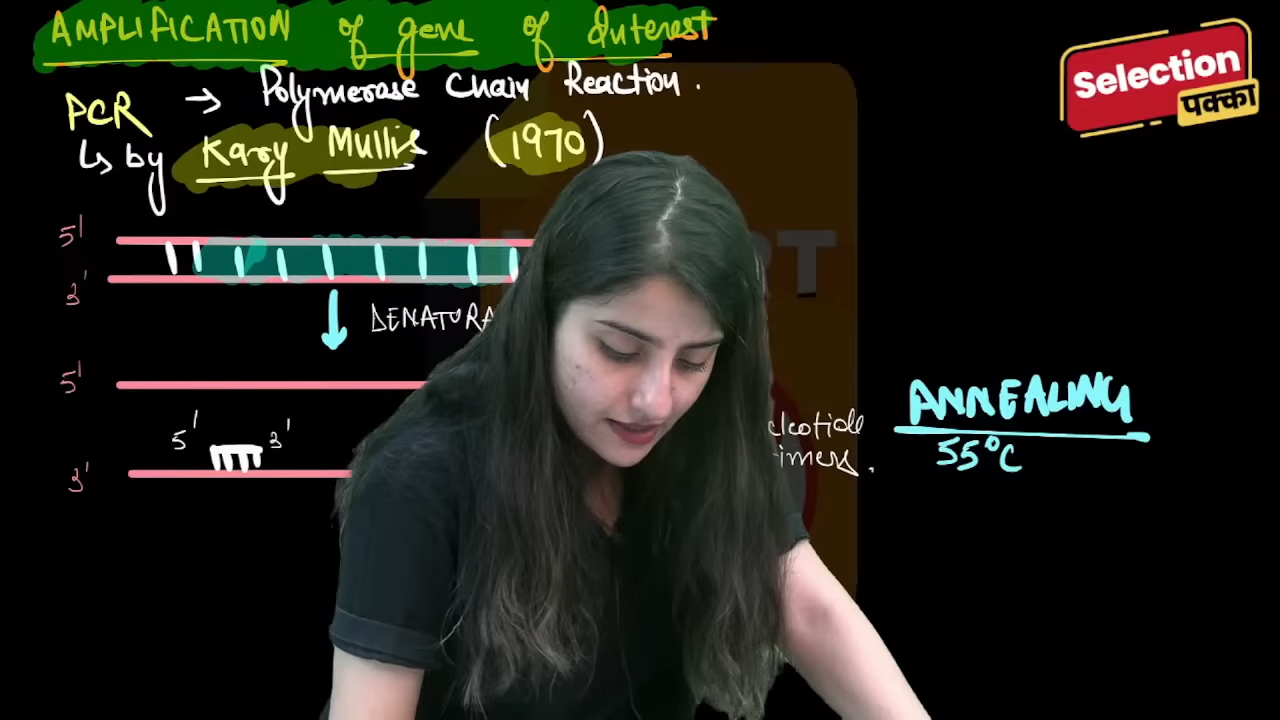 AMPLIFICATION of gene of Interest
PCR → Polymerase Chain Reaction.
↳ by Kary Mullis (1970)
Selection
पक्का
5'
3'
DENATURA
5'
5' 3'
3'
ANNEALING
55°C